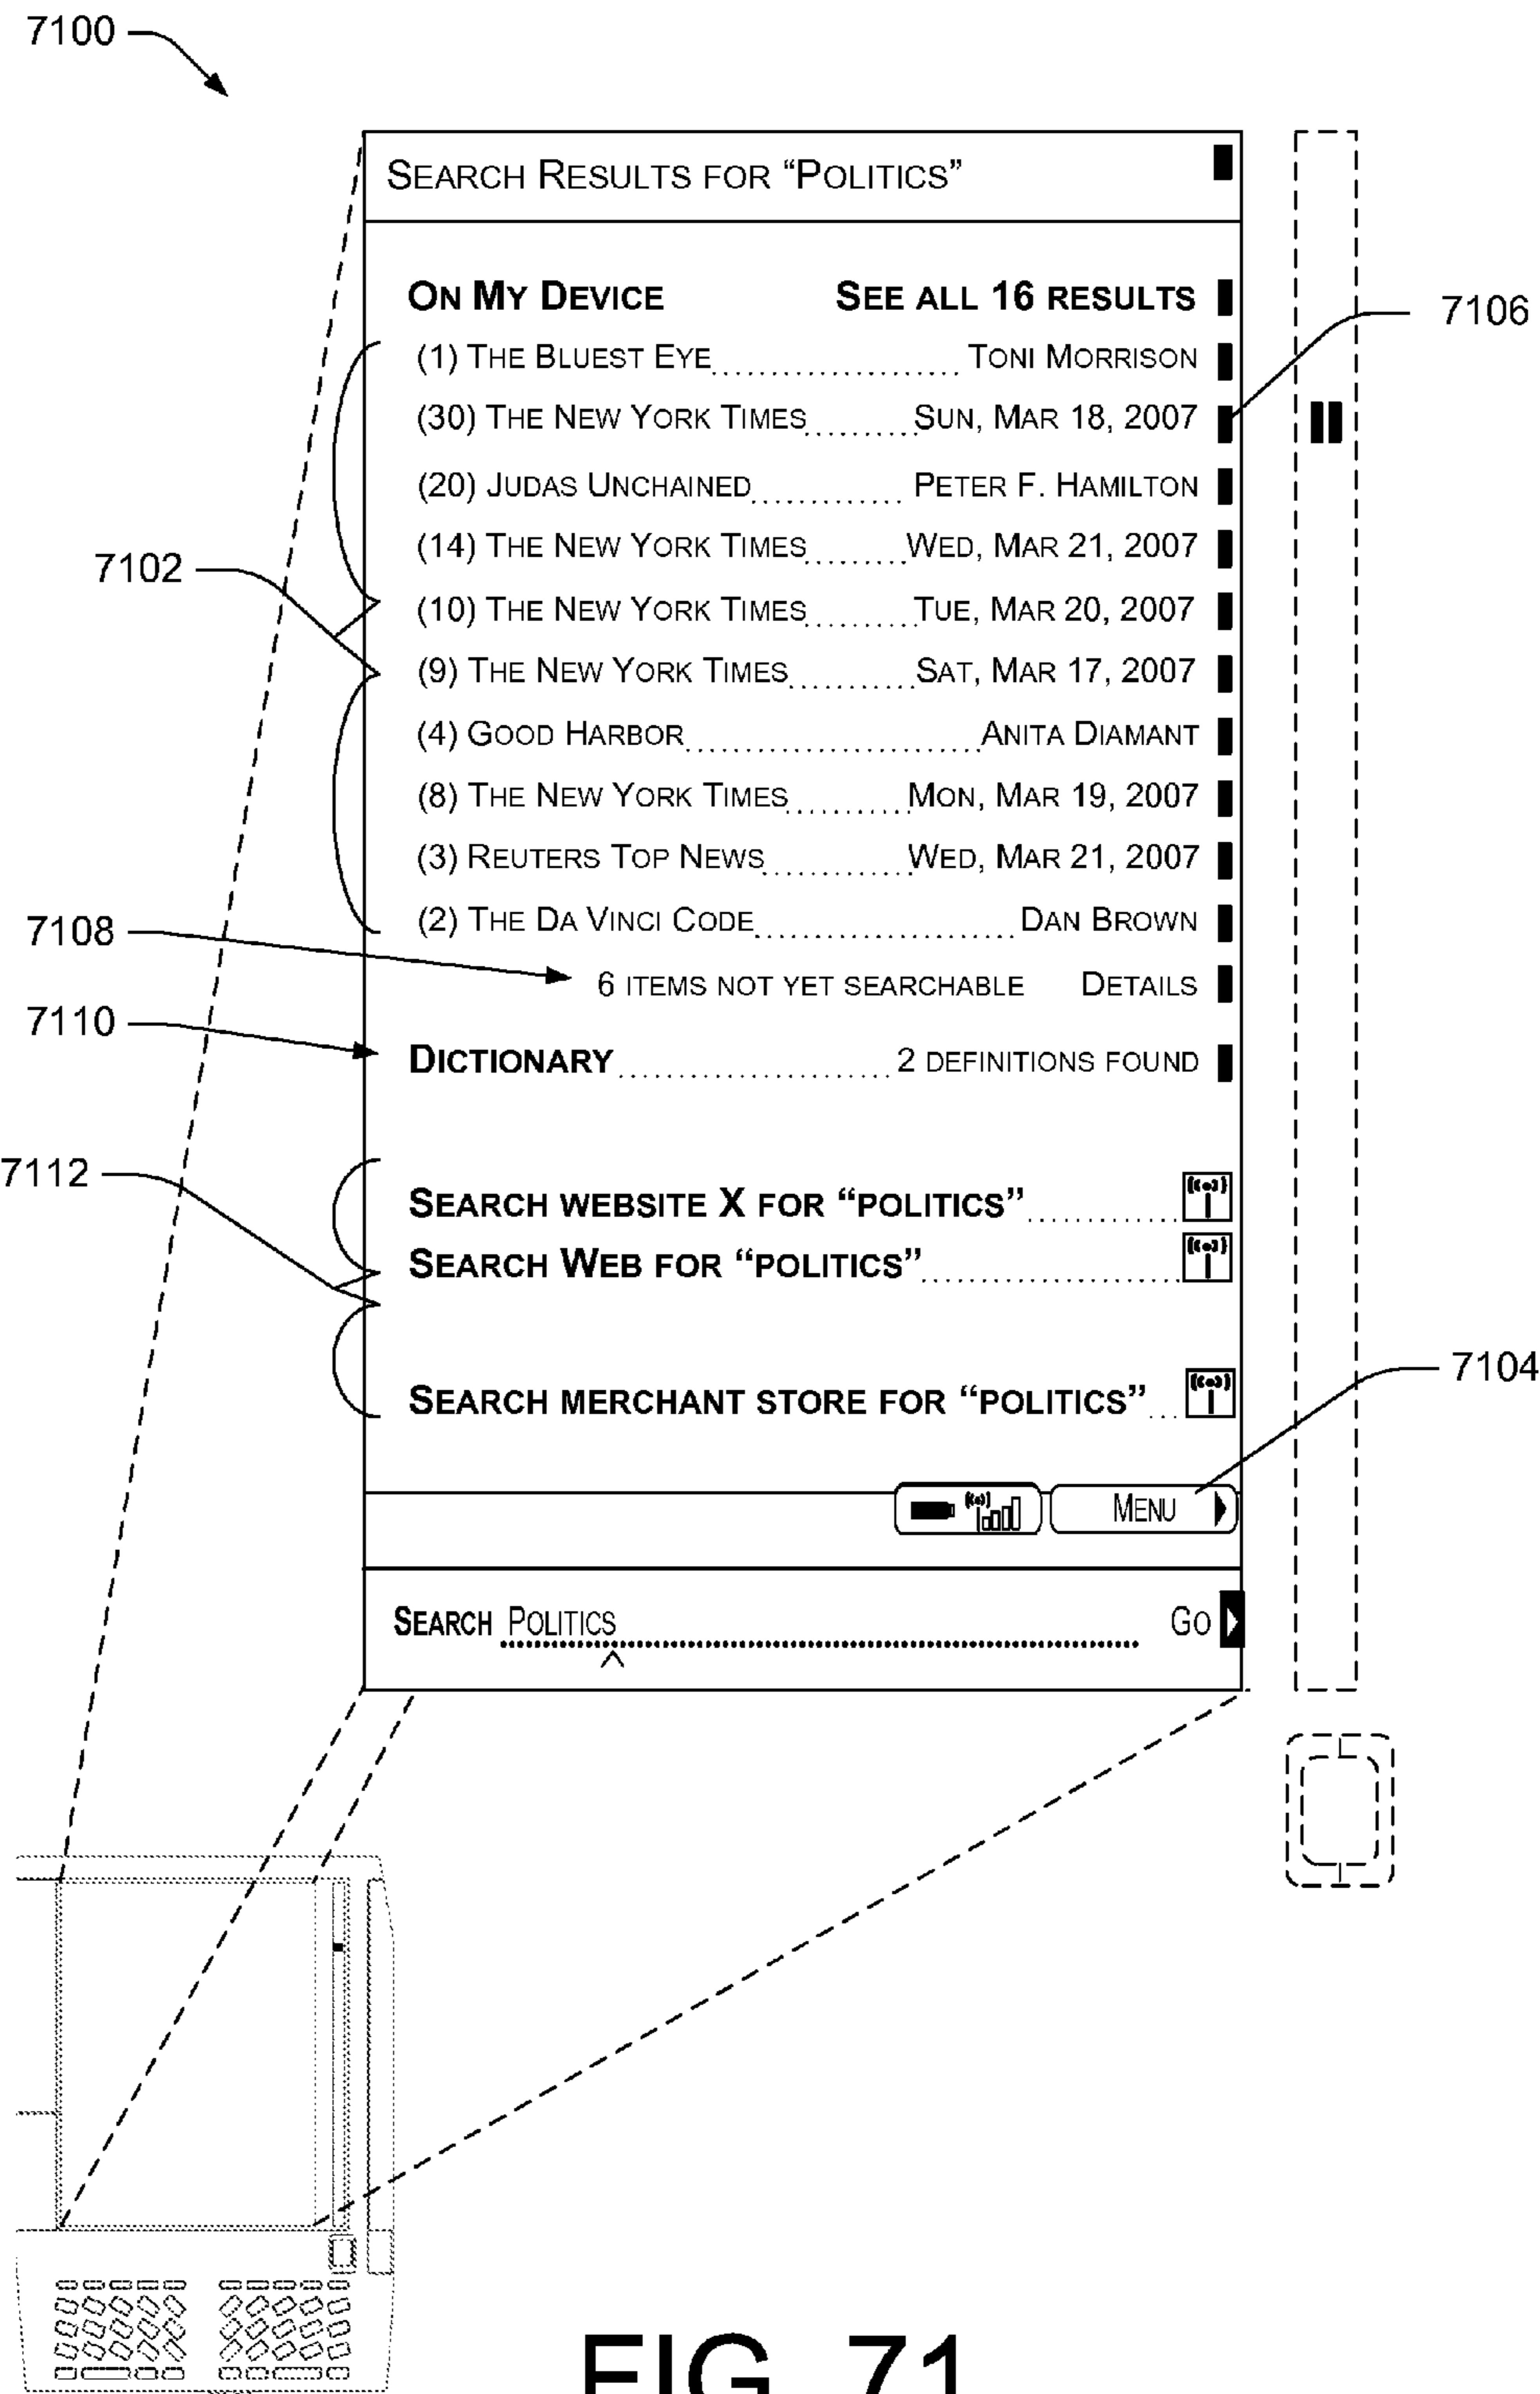 7100
SEARCH RESULTS FOR “POLITICS”
ON MY DEVICE SEE ALL 16 RESULTS
7106
(1) THE BLUEST EYE.................... TONI MORRISON
(30) THE NEW YORK TIMES.........SUN, MAR 18, 2007
(20) JUDAS UNCHAINED............ PETER F. HAMILTON
(14) THE NEW YORK TIMES........WED, MAR 21, 2007
7102
(10) THE NEW YORK TIMES.........TUE, MAR 20, 2007
(9) THE NEW YORK TIMES..........SAT, MAR 17, 2007
(4) GOOD HARBOR.......................ANITA DIAMANT
(8) THE NEW YORK TIMES..........MON, MAR 19, 2007
(3) REUTERS TOP NEWS............WED, MAR 21, 2007
(2) THE DA VINCI CODE..................... DAN BROWN
7108
6 ITEMS NOT YET SEARCHABLE DETAILS
7110
DICTIONARY...................... 2 DEFINITIONS FOUND
7112
SEARCH WEBSITE X FOR “POLITICS”............
SEARCH WEB FOR “POLITICS”.....................
7104
SEARCH MERCHANT STORE FOR “POLITICS”...
MENU
SEARCH POLITICS GO
FIG. 71